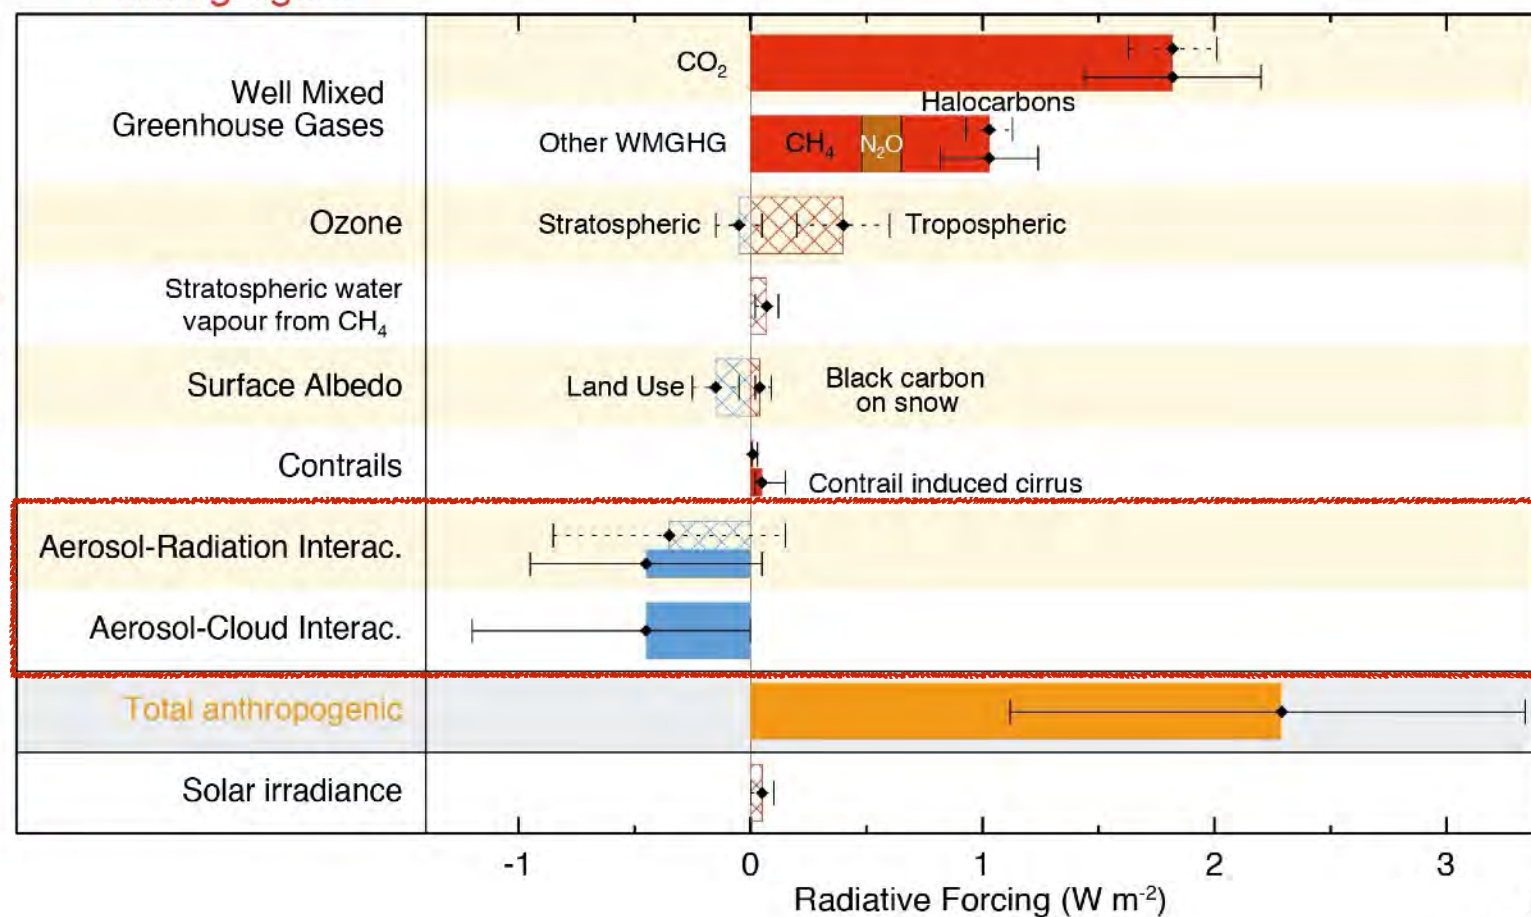 CO₂
Well Mixed
Greenhouse Gases
Halocarbons
Other WMGHG
CH₄
N₂O
Ozone
Stratospheric
Tropospheric
Stratospheric water
vapour from CH₄
Surface Albedo
Land Use
Black carbon
on snow
Contrails
Contrail induced cirrus
Aerosol-Radiation Interac.
Aerosol-Cloud Interac.
Total anthropogenic
Solar irradiance
-1 0 1 2 3
Radiative Forcing (W m⁻²)